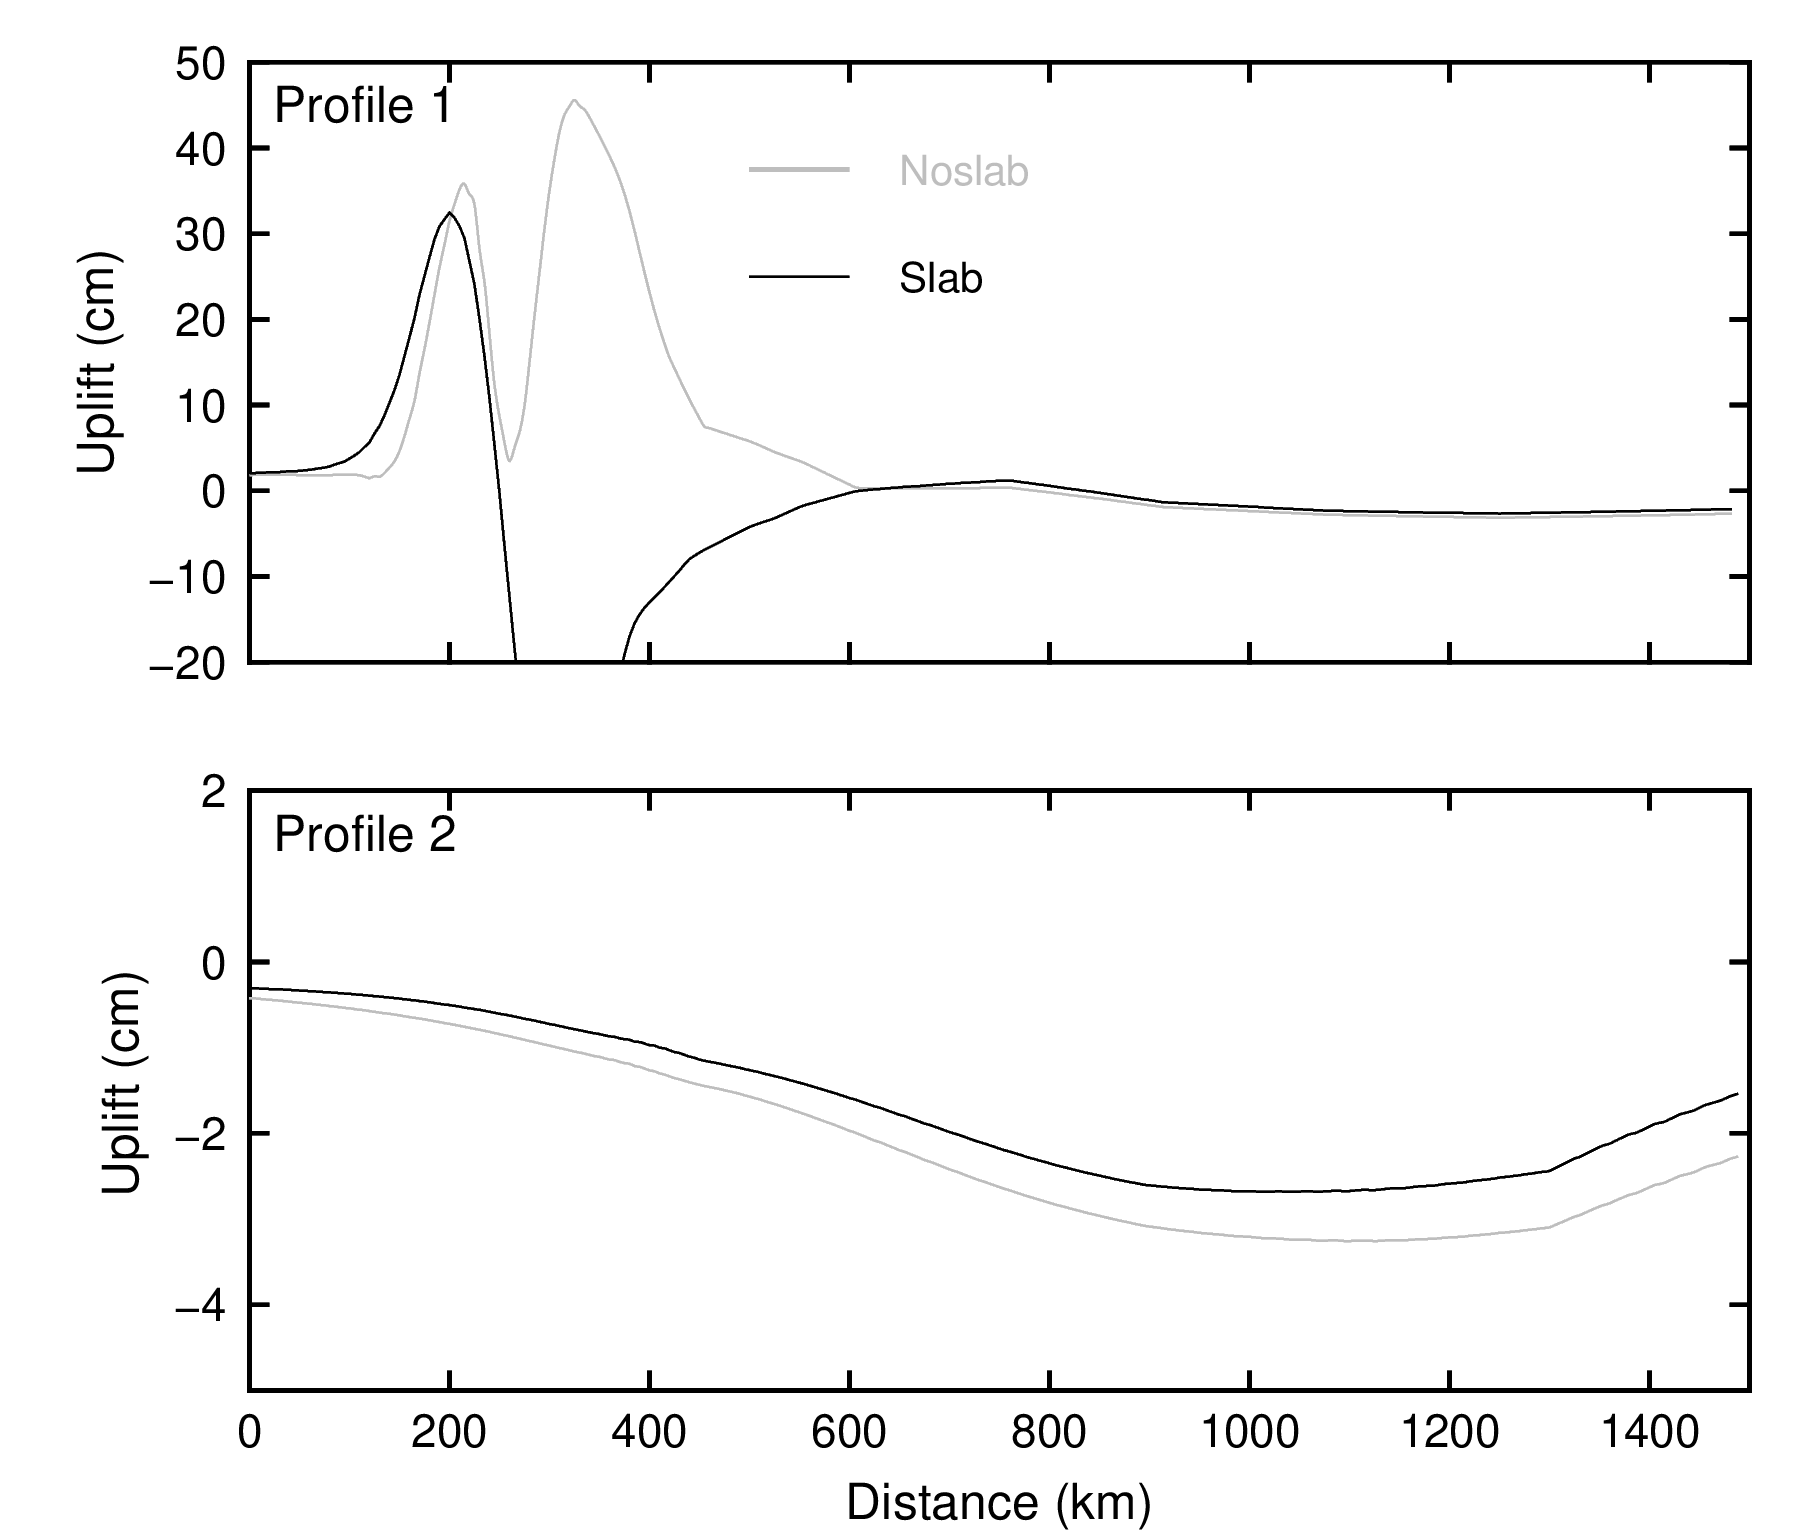 50
Profile 1
40
Noslab
30
Slab
20
10
0
−10
−20
Uplift (cm)
2
Profile 2
0
−2
−4
Uplift (cm)
0 200 400 600 800 1000 1200 1400
Distance (km)